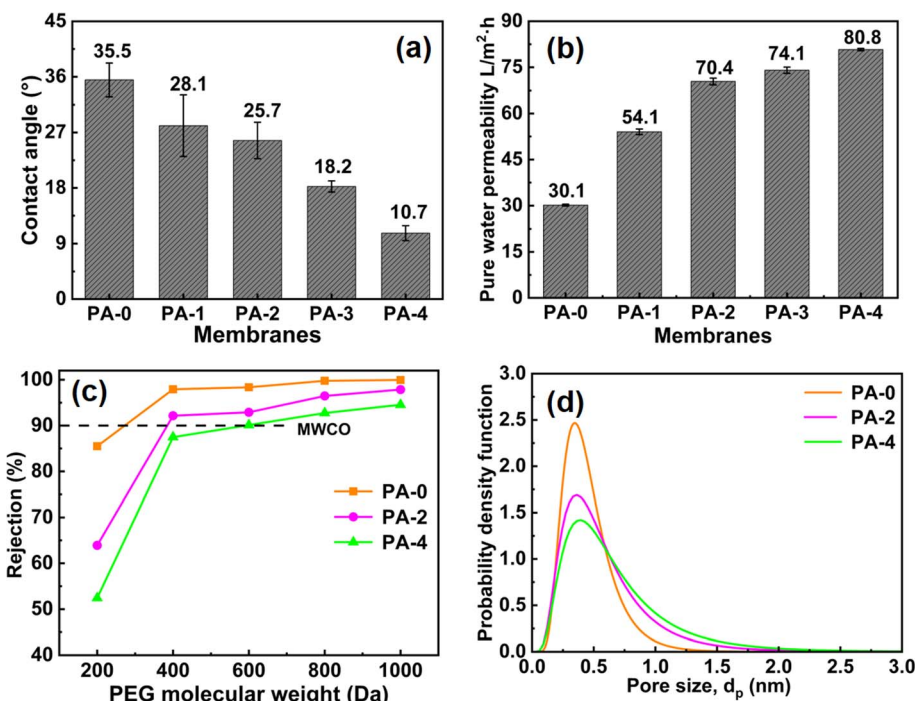 (a)
Contact angle (°)
45
36
27
18
9
0
35.5
28.1
25.7
18.2
10.7
PA-0 PA-1 PA-2 PA-3 PA-4
Membranes
(b)
Pure water permeability L/m²·h
90
75
60
45
30
15
0
30.1
54.1
70.4
74.1
80.8
PA-0 PA-1 PA-2 PA-3 PA-4
Membranes
(c)
Rejection (%)
100
90
80
70
60
50
40
MWCO
PA-0
PA-2
PA-4
200 400 600 800 1000
PEG molecular weight (Da)
(d)
Probability density function
3.0
2.5
2.0
1.5
1.0
0.5
0.0
PA-0
PA-2
PA-4
0.0 0.5 1.0 1.5 2.0 2.5 3.0
Pore size, dp (nm)